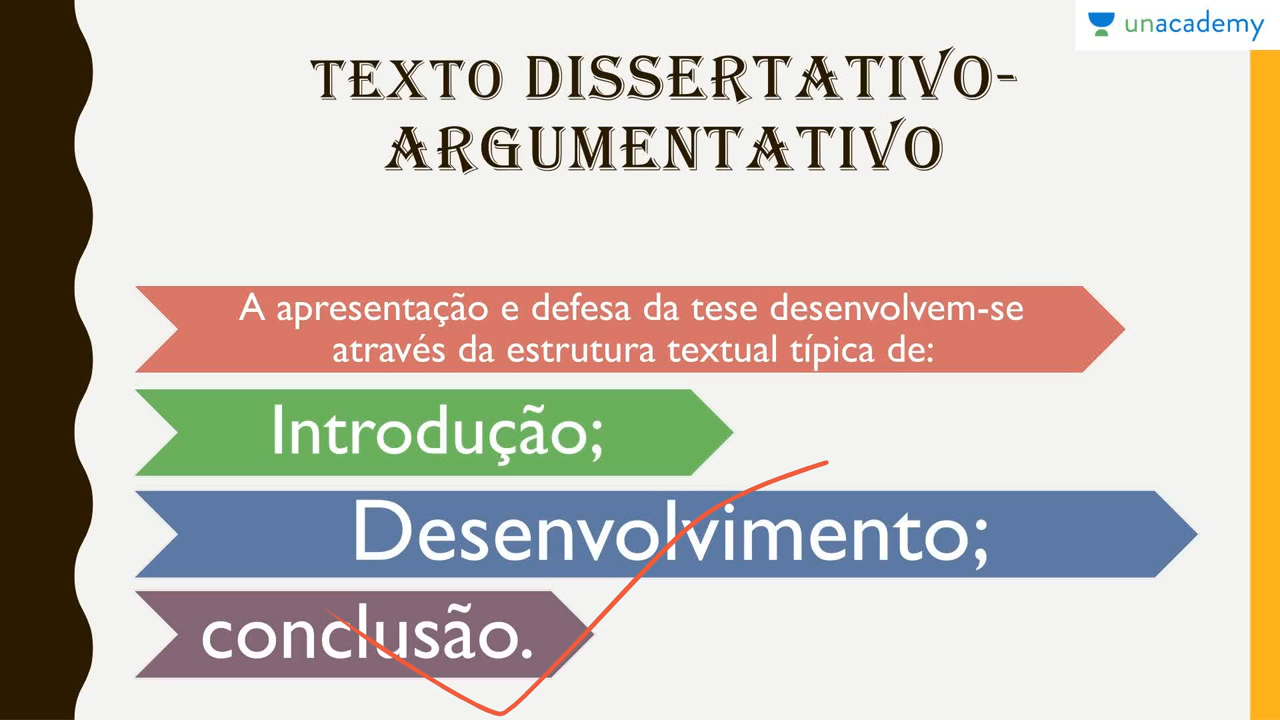 unacademy
TEXTO DISSERTATIVO-
ARGUMENTATIVO
A apresentação e defesa da tese desenvolvem-se
através da estrutura textual típica de:
Introdução;
Desenvolvimento;
conclusão.